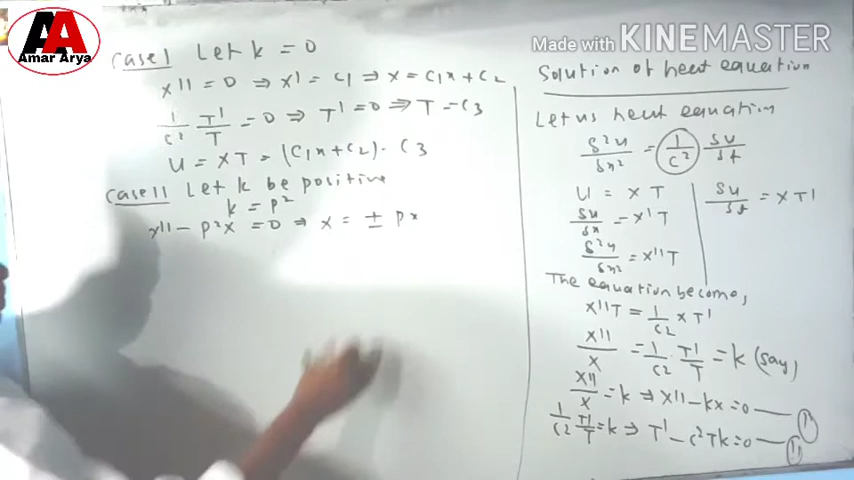 AA
Amar Arya
Made with KINEMASTER
Case I Let k = 0
x'' = 0 ⇒ x' = c1 ⇒ x = c1x + c2
1/c² T'/T = 0 ⇒ T' = 0 ⇒ T = c3
u = XT = (c1x + c2) · c3
Case II Let k be positive
k = p²
x'' - p²x = 0 ⇒ x = ± px
Solution of heat equation
Let us heat equation
δ²u/δx² = 1/c² δu/δt
u = XT
δu/δx = x'T
δ²u/δx² = x''T
δu/δt = XT'
The equation become,
x''T = 1/c² XT'
x''/x = 1/c² · T'/T = k (say)
x''/x = k ⇒ x'' - kx = 0 — (i)
1/c² T'/T = k ⇒ T' - c²Tk = 0 — (ii)